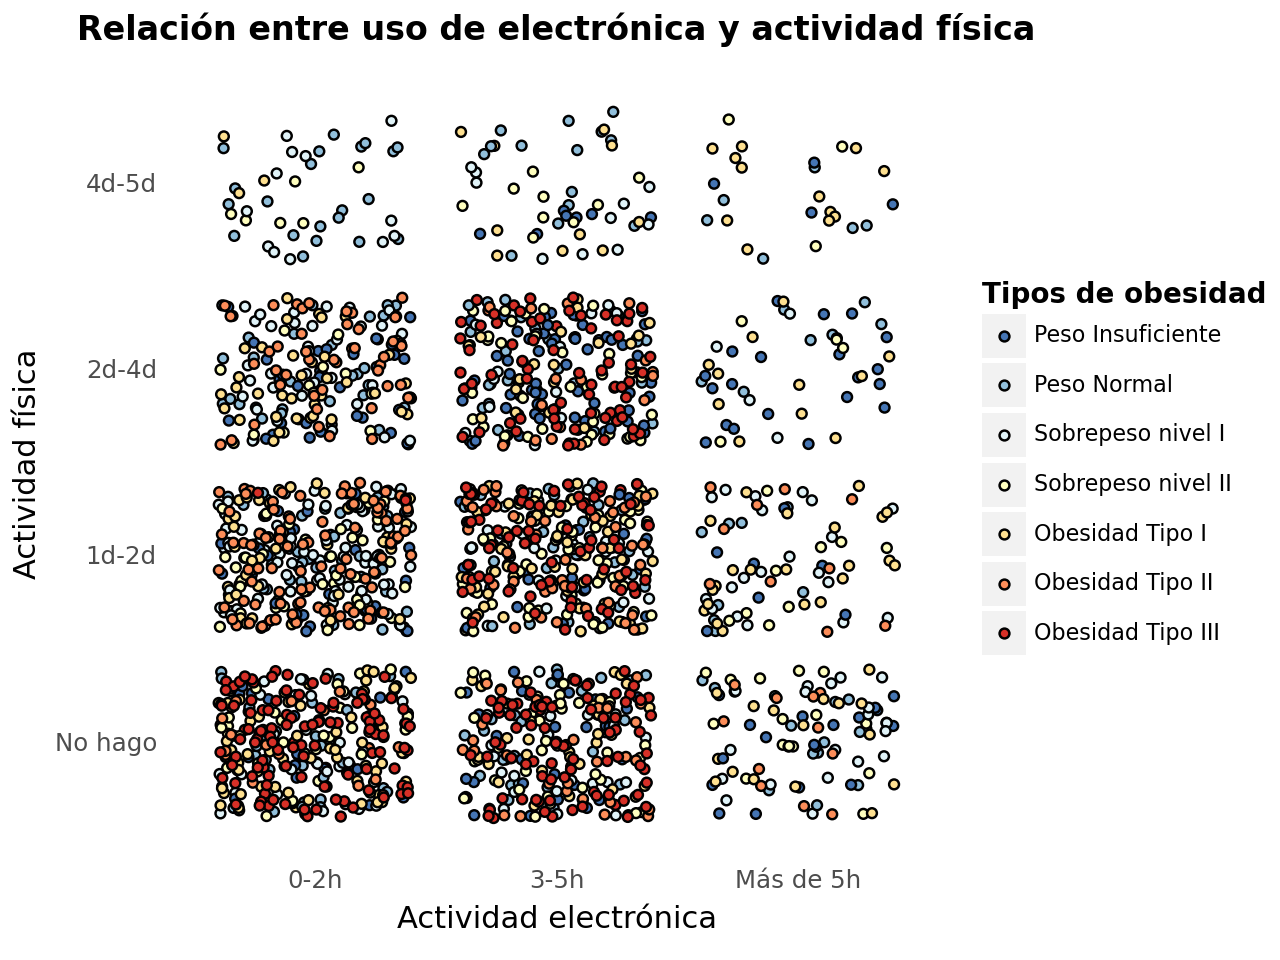 Relación entre uso de electrónica y actividad física
4d-5d
2d-4d
1d-2d
No hago
Actividad física
0-2h
3-5h
Más de 5h
Actividad electrónica
Tipos de obesidad
Peso Insuficiente
Peso Normal
Sobrepeso nivel I
Sobrepeso nivel II
Obesidad Tipo I
Obesidad Tipo II
Obesidad Tipo III